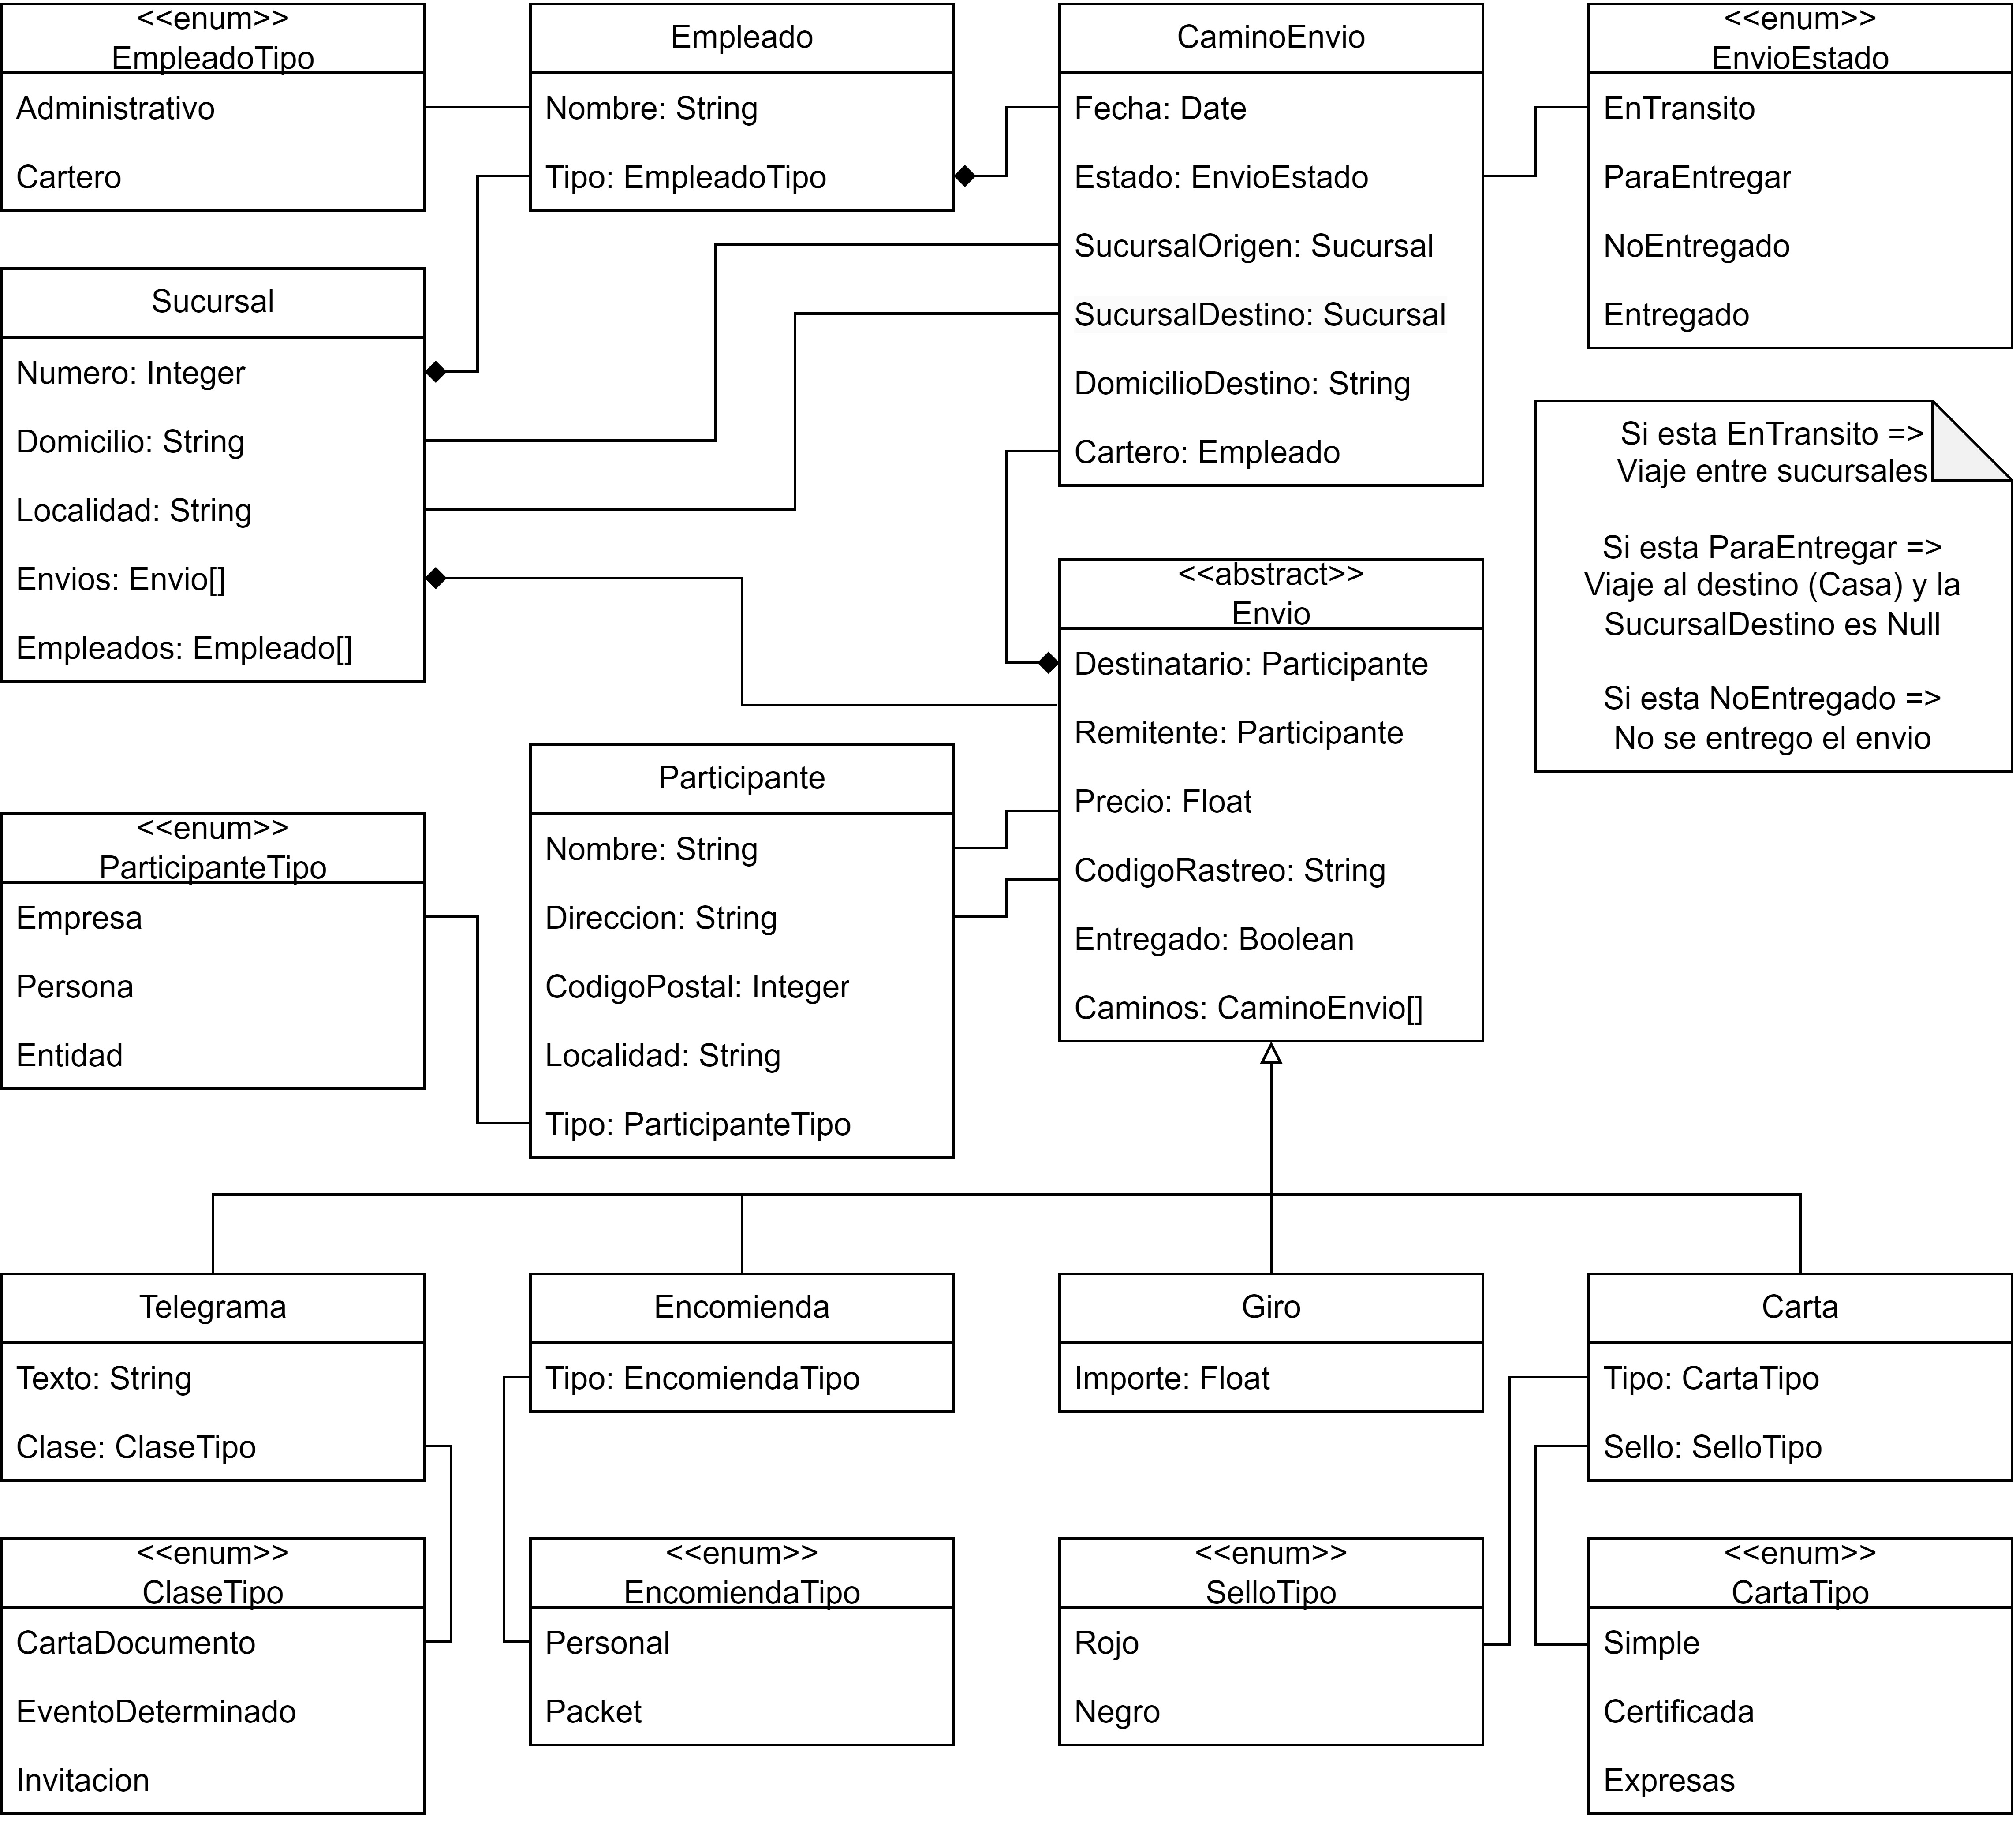 <<enum>>
EmpleadoTipo
Administrativo
Cartero
Empleado
Nombre: String
Tipo: EmpleadoTipo
CaminoEnvio
Fecha: Date
Estado: EnvioEstado
SucursalOrigen: Sucursal
SucursalDestino: Sucursal
DomicilioDestino: String
Cartero: Empleado
<<enum>>
EnvioEstado
EnTransito
ParaEntregar
NoEntregado
Entregado
Sucursal
Numero: Integer
Domicilio: String
Localidad: String
Envios: Envio[]
Empleados: Empleado[]
Si esta EnTransito =>
Viaje entre sucursales
Si esta ParaEntregar =>
Viaje al destino (Casa) y la
SucursalDestino es Null
Si esta NoEntregado =>
No se entrego el envio
<<abstract>>
Envio
Destinatario: Participante
Remitente: Participante
Precio: Float
CodigoRastreo: String
Entregado: Boolean
Caminos: CaminoEnvio[]
Participante
Nombre: String
Direccion: String
CodigoPostal: Integer
Localidad: String
Tipo: ParticipanteTipo
<<enum>>
ParticipanteTipo
Empresa
Persona
Entidad
Telegrama
Texto: String
Clase: ClaseTipo
Encomienda
Tipo: EncomiendaTipo
Giro
Importe: Float
Carta
Tipo: CartaTipo
Sello: SelloTipo
<<enum>>
ClaseTipo
CartaDocumento
EventoDeterminado
Invitacion
<<enum>>
EncomiendaTipo
Personal
Packet
<<enum>>
SelloTipo
Rojo
Negro
<<enum>>
CartaTipo
Simple
Certificada
Expresas